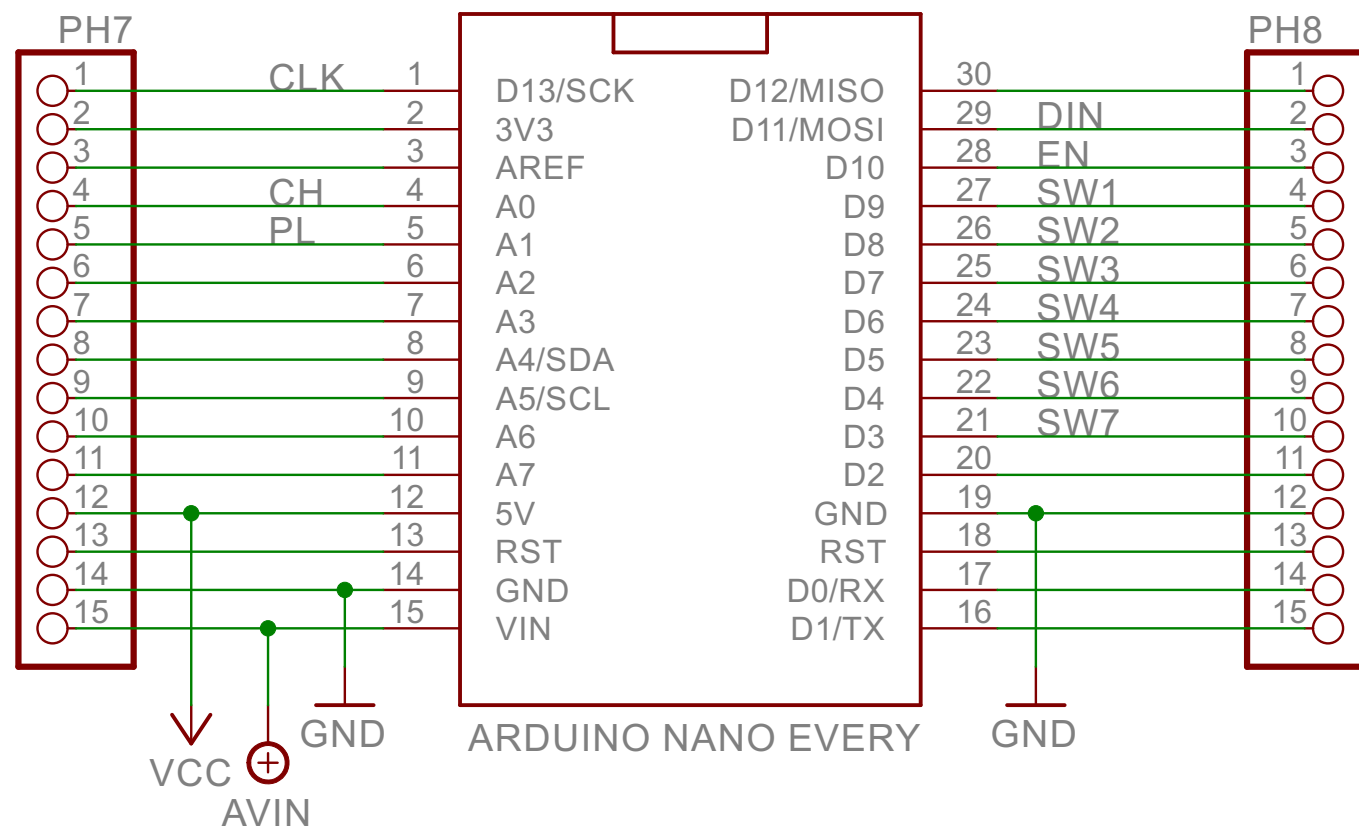 PH7 PH8
1 CLK 1 D13/SCK D12/MISO 30 1
2 2 3V3 D11/MOSI 29 DIN 2
3 3 AREF D10 28 EN 3
4 CH 4 A0 D9 27 SW1 4
5 PL 5 A1 D8 26 SW2 5
6 6 A2 D7 25 SW3 6
7 7 A3 D6 24 SW4 7
8 8 A4/SDA D5 23 SW5 8
9 9 A5/SCL D4 22 SW6 9
10 10 A6 D3 21 SW7 10
11 11 A7 D2 20 11
12 12 5V GND 19 12
13 13 RST RST 18 13
14 14 GND D0/RX 17 14
15 15 VIN D1/TX 16 15
GND ARDUINO NANO EVERY GND
VCC
AVIN